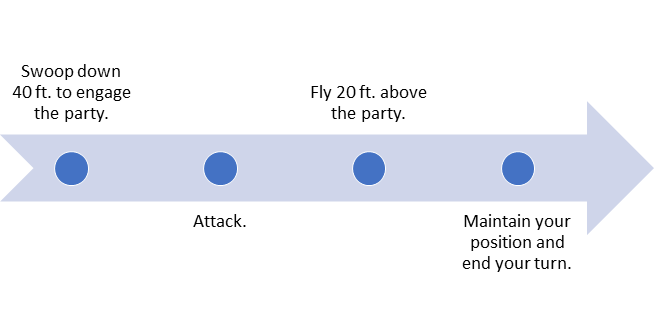 Swoop down
40 ft. to engage
the party.
Attack.
Fly 20 ft. above
the party.
Maintain your
position and
end your turn.